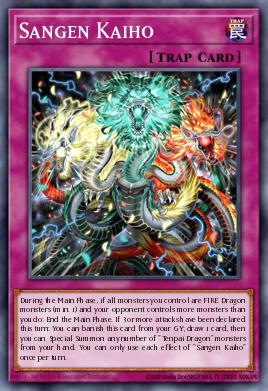 SANGEN KAIHO
TRAP
罠
[TRAP CARD]
During the Main Phase, if all monsters you control are FIRE Dragon
monsters (min. 1) and your opponent controls more monsters than
you do: End the Main Phase. If 3 or more attacks have been declared
this turn: You can banish this card from your GY; draw 1 card, then
you can Special Summon any number of "Tenpai Dragon" monsters
from your hand. You can only use each effect of "Sangen Kaiho"
once per turn.